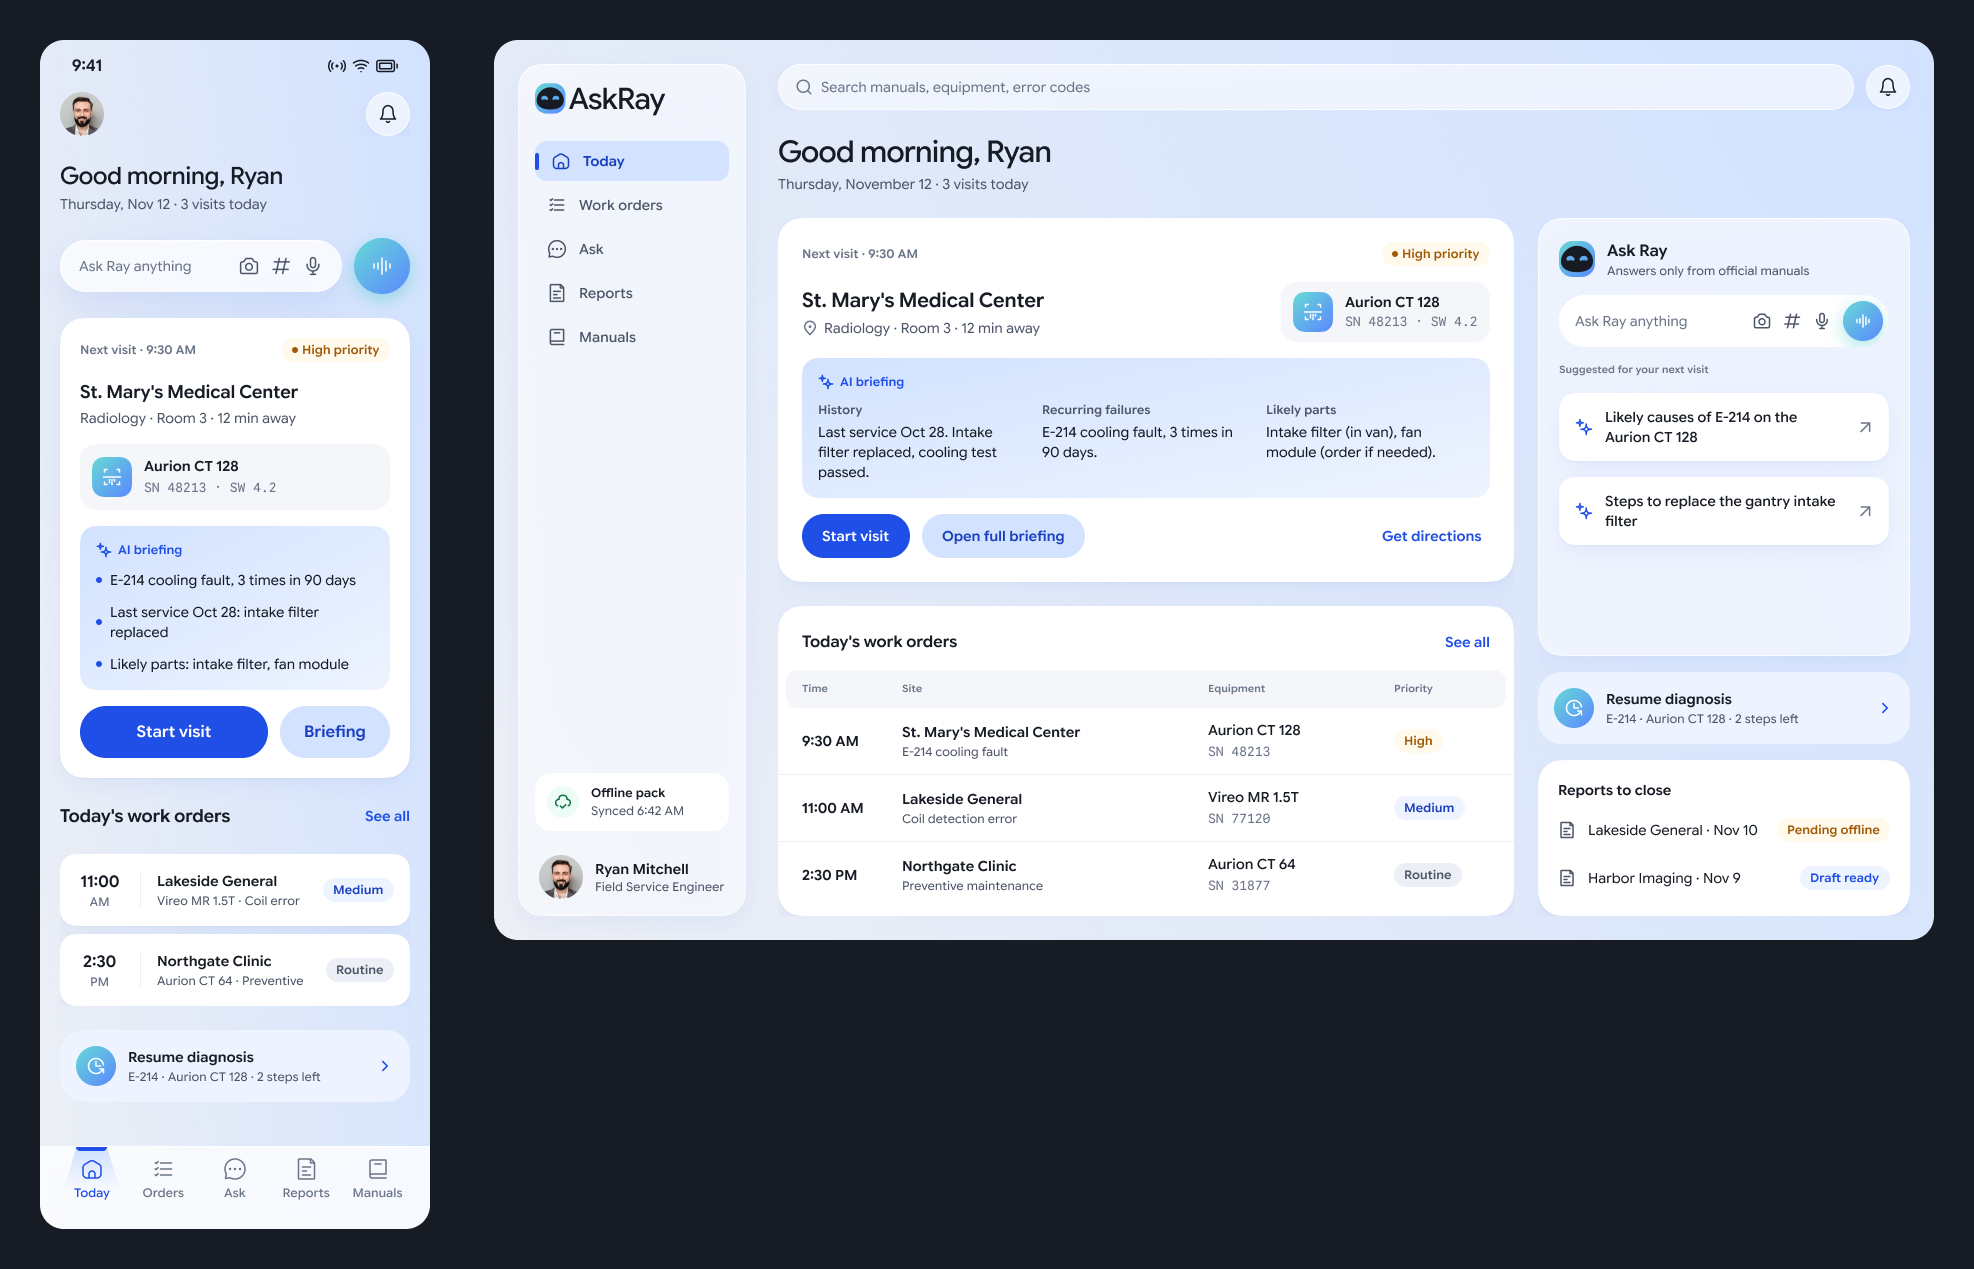 9:41
Good morning, Ryan
Thursday, Nov 12 · 3 visits today
Ask Ray anything
Next visit · 9:30 AM
High priority
St. Mary's Medical Center
Radiology · Room 3 · 12 min away
Aurion CT 128
SN 48213 · SW 4.2
AI briefing
E-214 cooling fault, 3 times in 90 days
Last service Oct 28: intake filter
replaced
Likely parts: intake filter, fan module
Start visit
Briefing
Today's work orders
See all
11:00
AM
Lakeside General
Vireo MR 1.5T · Coil error
Medium
2:30
PM
Northgate Clinic
Aurion CT 64 · Preventive
Routine
Resume diagnosis
E-214 · Aurion CT 128 · 2 steps left
Today
Orders
Ask
Reports
Manuals
AskRay
Today
Work orders
Ask
Reports
Manuals
Offline pack
Synced 6:42 AM
Ryan Mitchell
Field Service Engineer
Search manuals, equipment, error codes
Good morning, Ryan
Thursday, November 12 · 3 visits today
Next visit · 9:30 AM
High priority
St. Mary's Medical Center
Radiology · Room 3 · 12 min away
Aurion CT 128
SN 48213 · SW 4.2
AI briefing
History
Last service Oct 28. Intake
filter replaced, cooling test
passed.
Recurring failures
E-214 cooling fault, 3 times in
90 days.
Likely parts
Intake filter (in van), fan
module (order if needed).
Start visit
Open full briefing
Get directions
Today's work orders
See all
Time
Site
Equipment
Priority
9:30 AM
St. Mary's Medical Center
E-214 cooling fault
Aurion CT 128
SN 48213
High
11:00 AM
Lakeside General
Coil detection error
Vireo MR 1.5T
SN 77120
Medium
2:30 PM
Northgate Clinic
Preventive maintenance
Aurion CT 64
SN 31877
Routine
Ask Ray
Answers only from official manuals
Ask Ray anything
Suggested for your next visit
Likely causes of E-214 on the
Aurion CT 128
Steps to replace the gantry intake
filter
Resume diagnosis
E-214 · Aurion CT 128 · 2 steps left
Reports to close
Lakeside General · Nov 10
Pending offline
Harbor Imaging · Nov 9
Draft ready